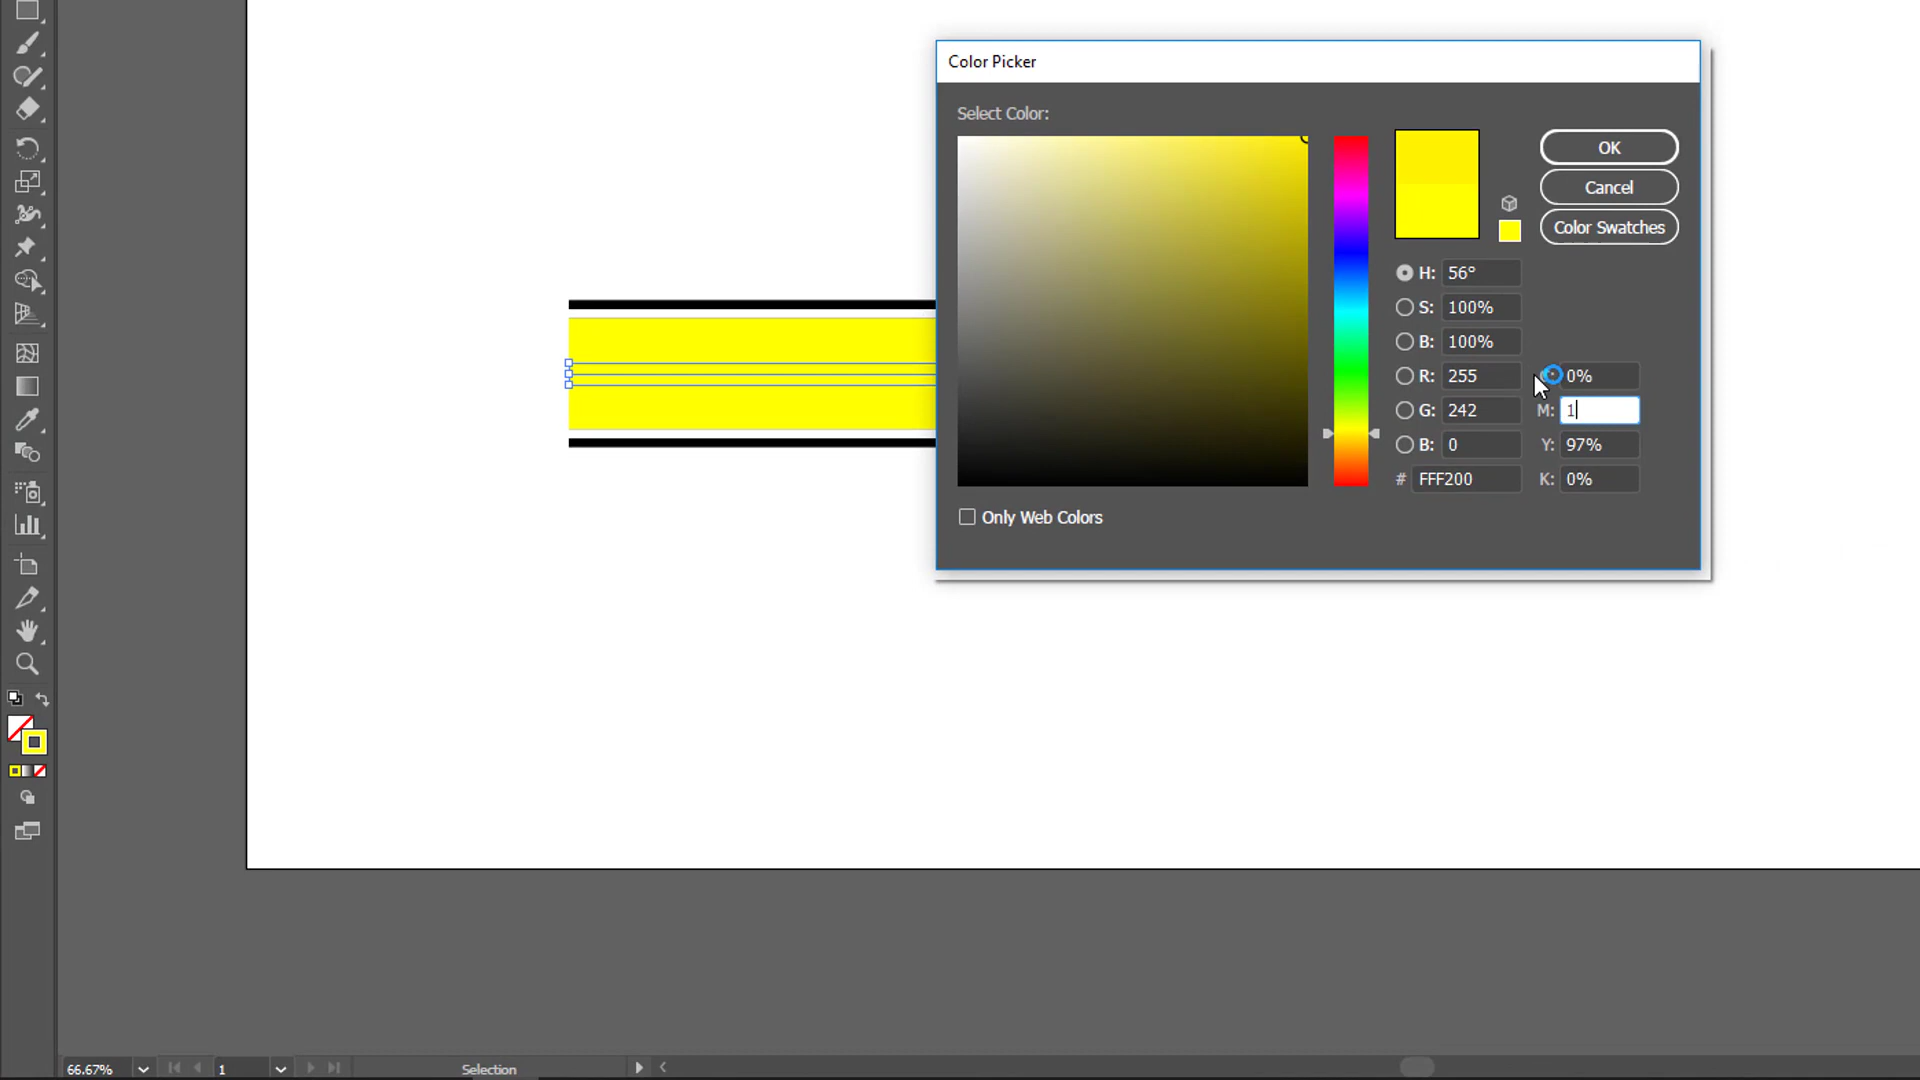 Color Picker
Select Color:
OK
Cancel
Color Swatches
H: 56°
S: 100%
B: 100%
R: 255 0%
G: 242 M: 1
B: 0 Y: 97%
# FFF200 K: 0%
Only Web Colors
66.67% 1 Selection